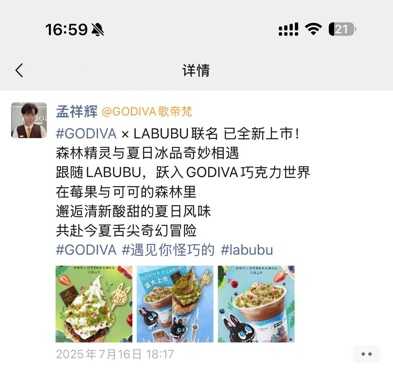 16:59
21
详情
孟祥辉 @GODIVA歌帝梵
#GODIVA × LABUBU联名 已全新上市！
森林精灵与夏日冰品奇妙相遇
跟随LABUBU，跃入GODIVA巧克力世界
在莓果与可可的森林里
邂逅清新酸甜的夏日风味
共赴今夏舌尖奇幻冒险
#GODIVA #遇见你怪巧的 #labubu
2025年7月16日 18:17